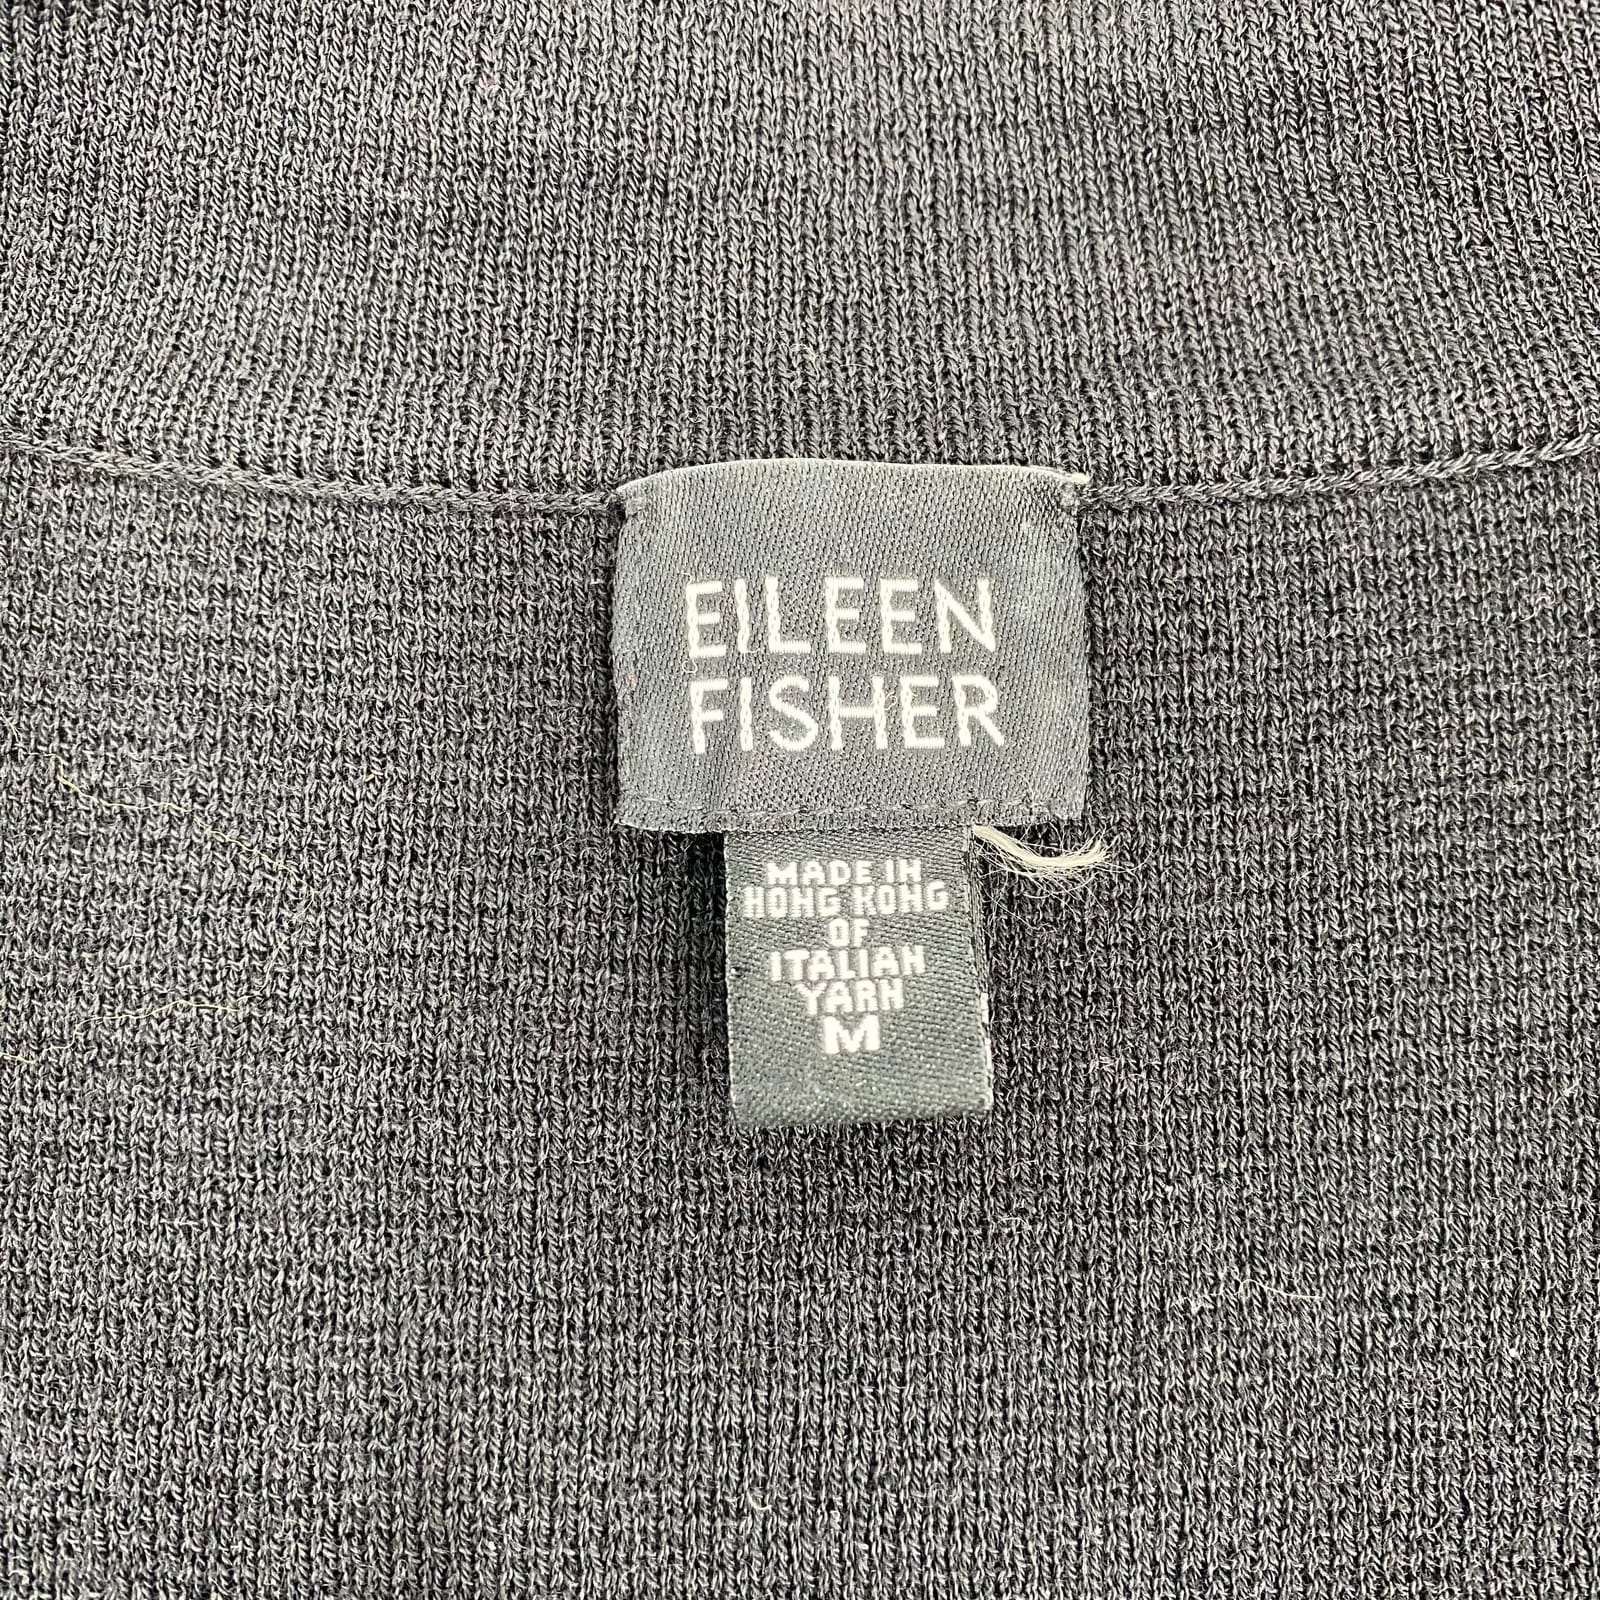 EILEEN
FISHER
MADE IN
HONG KONG
OF
ITALIAN
YARN
M